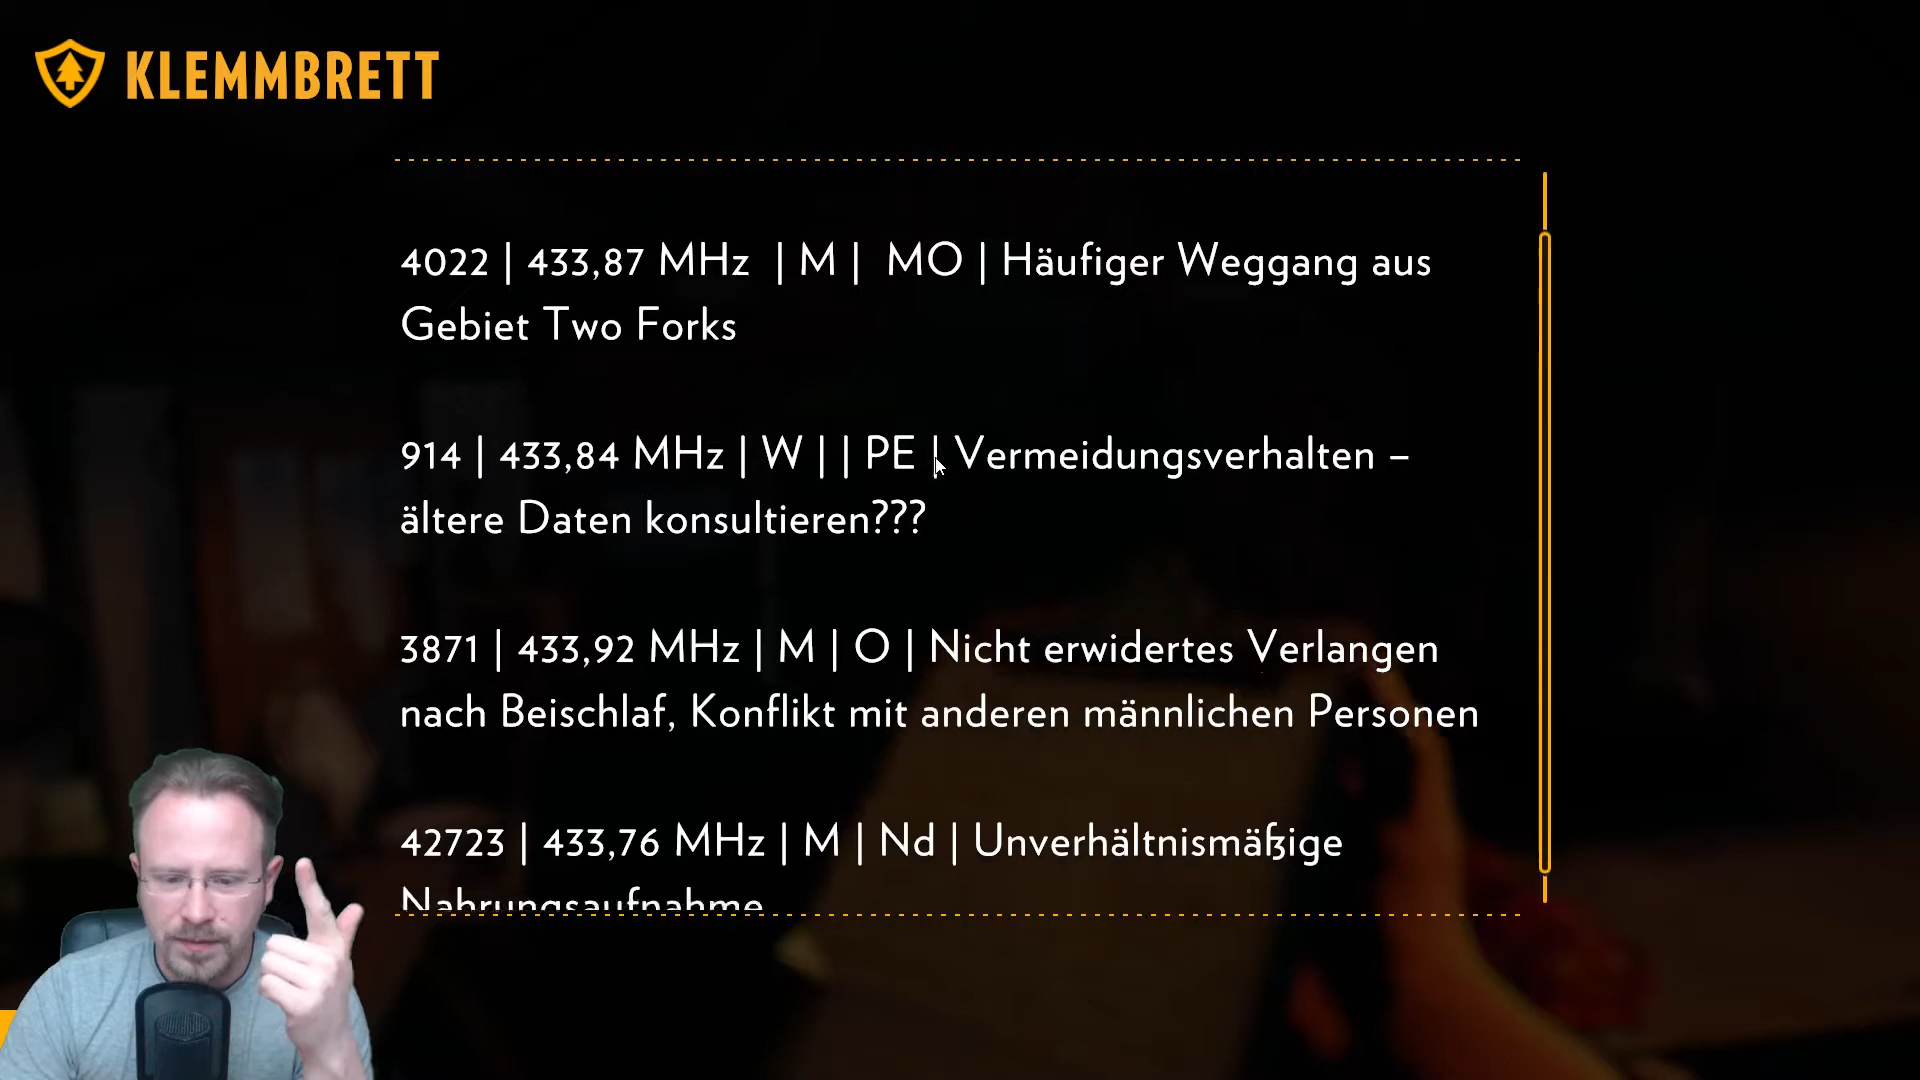 KLEMMBRETT
4022 | 433,87 MHz | M | MO | Häufiger Weggang aus
Gebiet Two Forks
914 | 433,84 MHz | W | | PE | Vermeidungsverhalten –
ältere Daten konsultieren???
3871 | 433,92 MHz | M | O | Nicht erwidertes Verlangen
nach Beischlaf, Konflikt mit anderen männlichen Personen
42723 | 433,76 MHz | M | Nd | Unverhältnismäßige
Nahrungsaufnahme